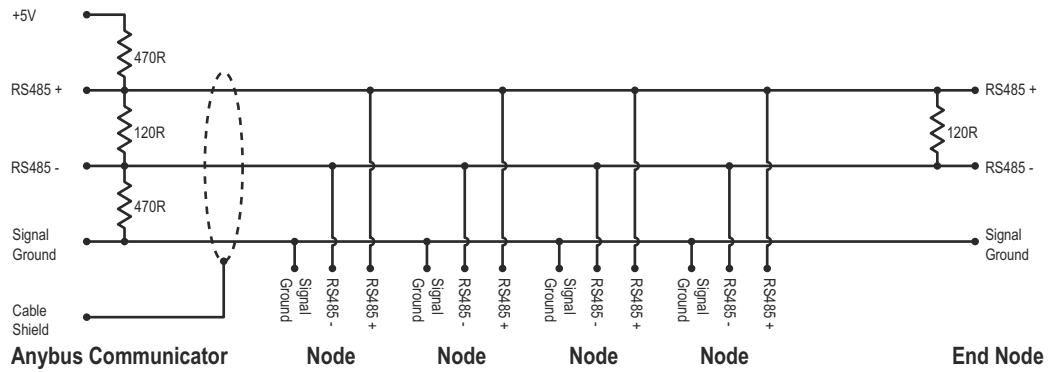 +5V
470R
RS485 +
RS485 +
120R
120R
RS485 -
RS485 -
470R
Signal
Ground
Signal
Ground
Signal
Ground
RS485 -
RS485 +
Signal
Ground
RS485 -
RS485 +
Signal
Ground
RS485 -
RS485 +
Signal
Ground
RS485 -
RS485 +
Cable
Shield
Anybus Communicator
Node
Node
Node
Node
End Node